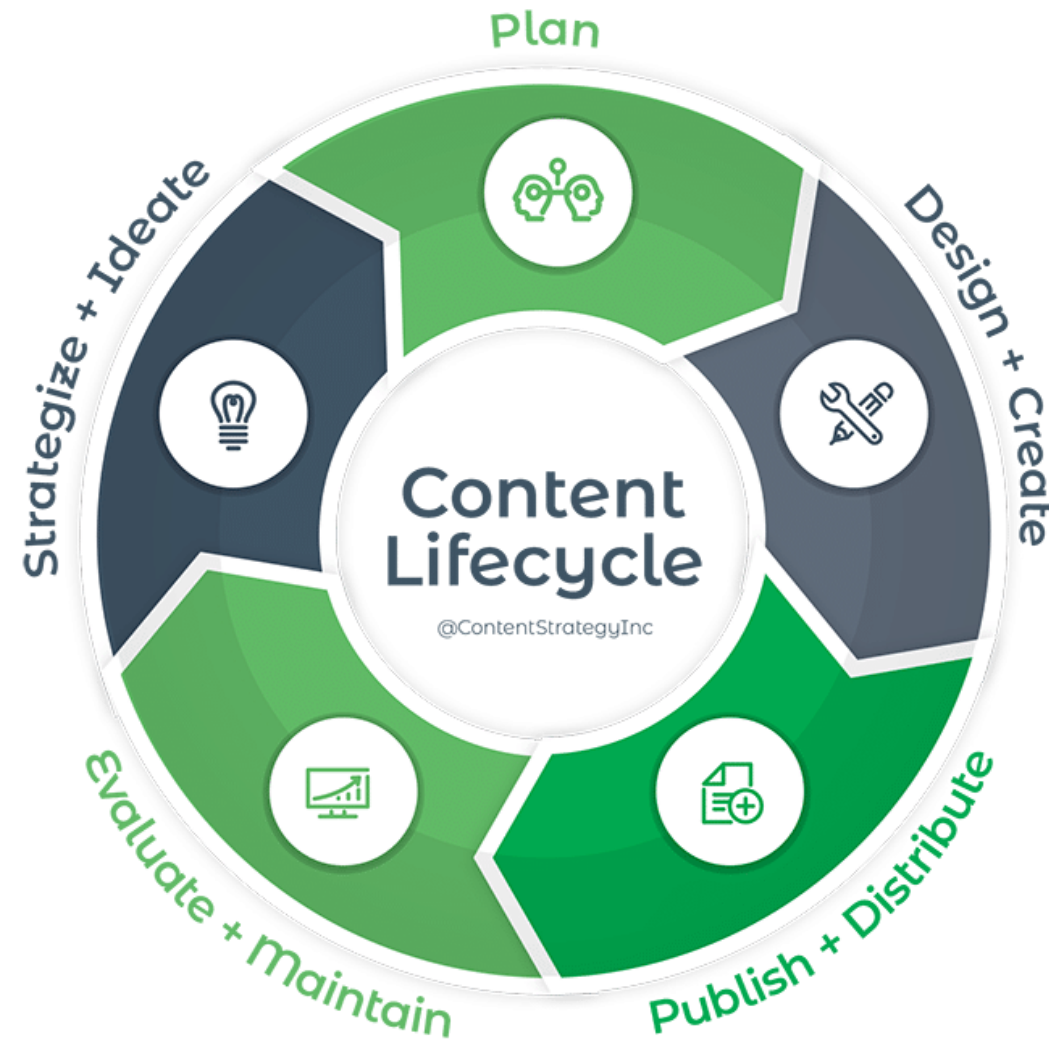 Plan
Strategize + Ideate
Design + Create
Content
Lifecycle
@ContentStrategyInc
Evaluate + Maintain
Publish + Distribute